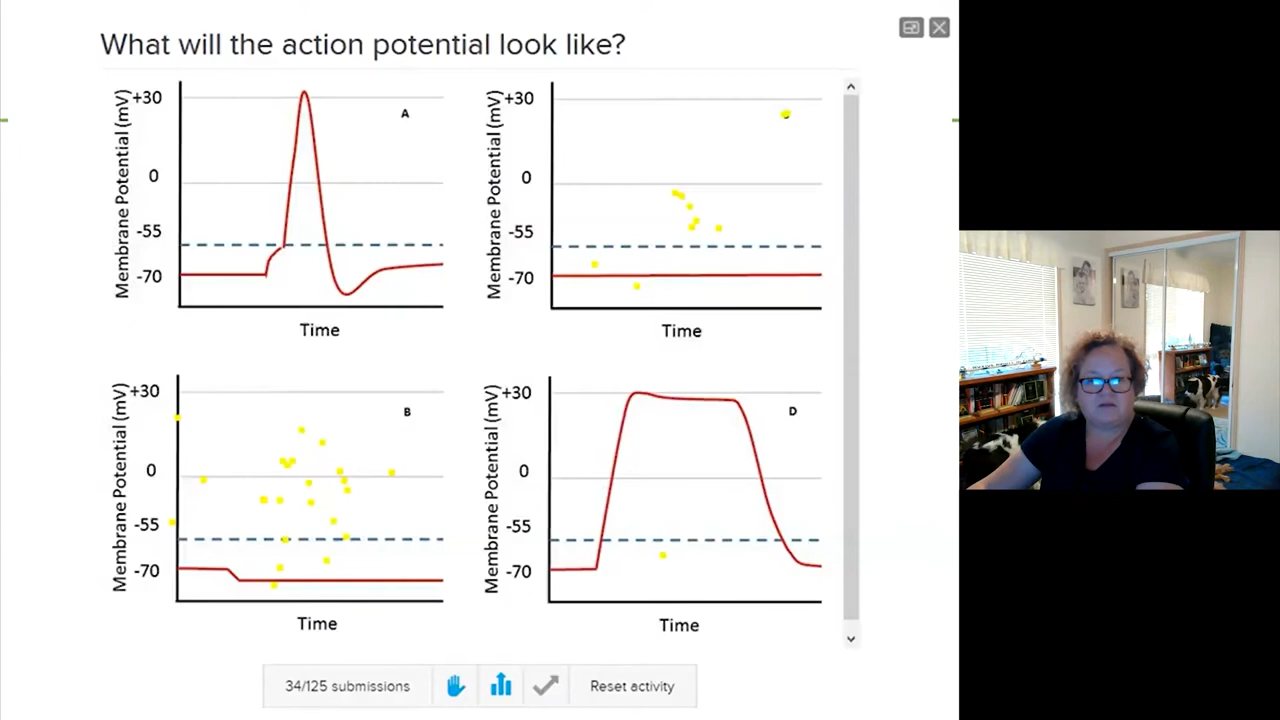 What will the action potential look like?
Membrane Potential (mV)
+30
0
-55
-70
A
Time
Membrane Potential (mV)
+30
0
-55
-70
Time
Membrane Potential (mV)
+30
0
-55
-70
B
Time
Membrane Potential (mV)
+30
0
-55
-70
D
Time
34/125 submissions
Reset activity